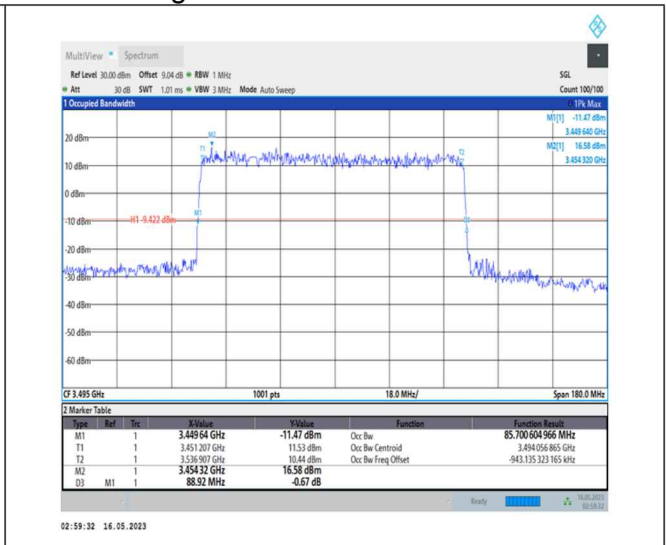 MultiView Spectrum
Ref Level 30.00 dBm Offset 9.04 dB RBW 1 MHz SGL
Att 30 dB SWT 1.01 ms VBW 3 MHz Mode Auto Sweep Count 100/100
1 Occupied Bandwidth 1Pk Max
M1[1] -11.47 dBm
3.449 640 GHz
M2[1] 16.58 dBm
3.454 320 GHz
M2
20 dBm
T1
T2
10 dBm
0 dBm
M1
-10 dBm
H1 -9.422 dBm
-20 dBm
-30 dBm
-40 dBm
-50 dBm
-60 dBm
CF 3.495 GHz 1001 pts 18.0 MHz/ Span 180.0 MHz
2 Marker Table
Type Ref Trc X-Value Y-Value Function Function Result
M1 1 3.449 64 GHz -11.47 dBm Occ Bw 85.700 604 966 MHz
T1 1 3.451 207 GHz 11.53 dBm Occ Bw Centroid 3.494 056 865 GHz
T2 1 3.536 907 GHz 10.44 dBm Occ Bw Freq Offset -943.135 323 165 kHz
M2 1 3.454 32 GHz 16.58 dBm
D3 M1 1 88.92 MHz -0.67 dB
Ready 16.05.2023
02:59:32
02:59:32 16.05.2023